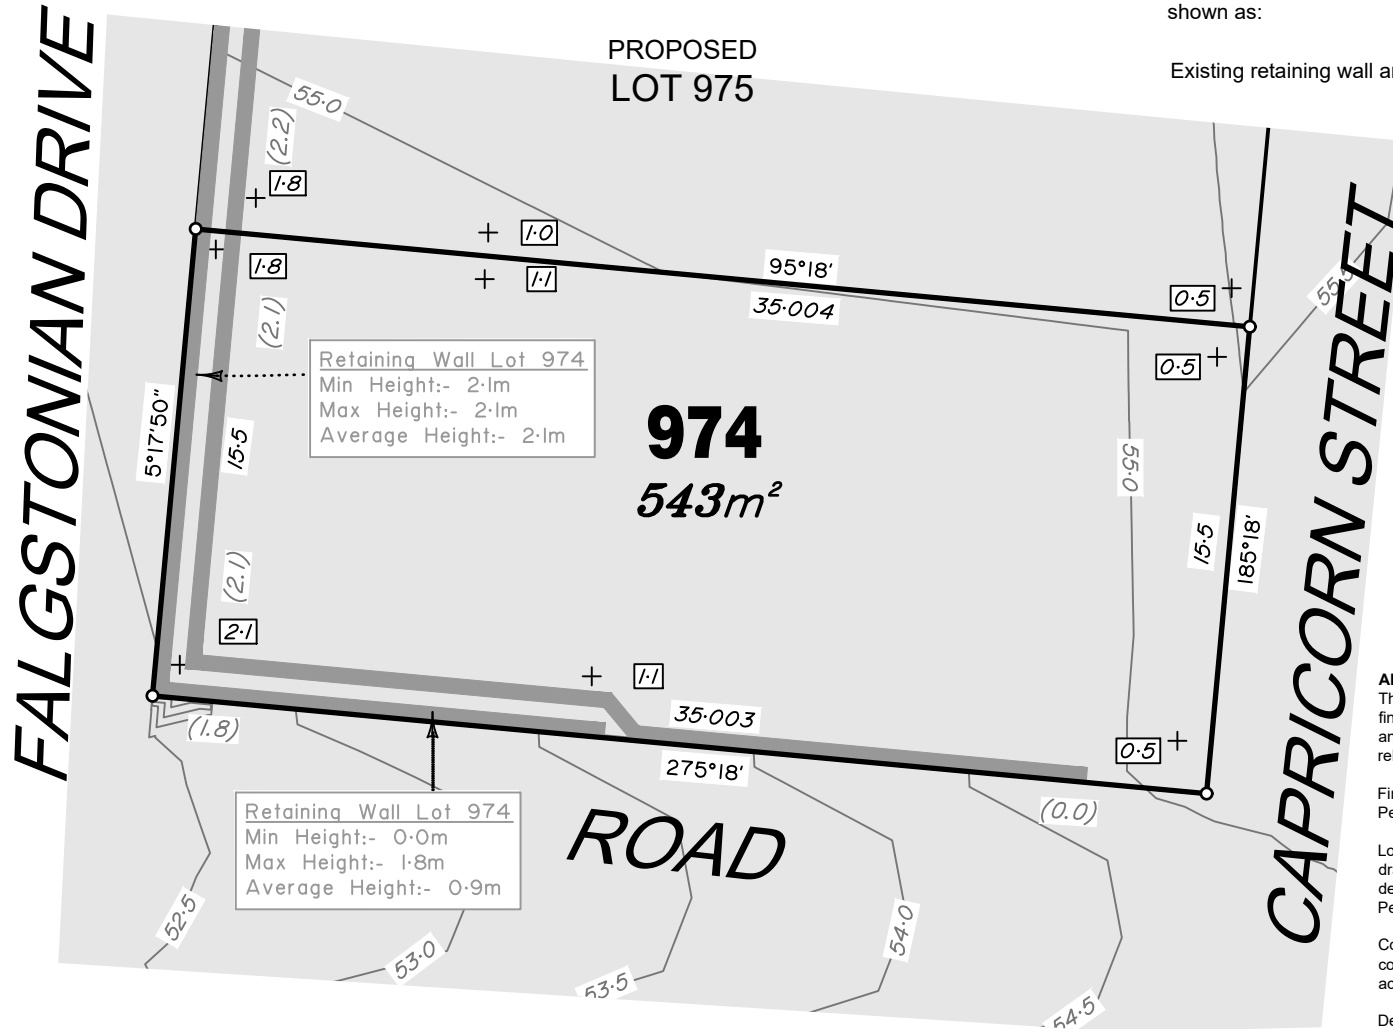 shown as:
PROPOSED
LOT 975
Existing retaining wall
FALGSTONIAN DRIVE
55·0
(2.2)
1·8
1·0
1·8
1·1
95°18'
35·004
0·5
55·5
(2.1)
0·5
Retaining Wall Lot 974
Min Height:- 2·1m
Max Height:- 2·1m
Average Height:- 2·1m
5°17'50"
15·5
974
543m²
55·0
15·5
185°18'
CAPRICORN STREET
(2.1)
2·1
1·1
(1.8)
35·003
275°18'
0·5
(0.0)
Retaining Wall Lot 974
Min Height:- 0·0m
Max Height:- 1·8m
Average Height:- 0·9m
ROAD
52·5
53·0
53·5
54·0
54·5